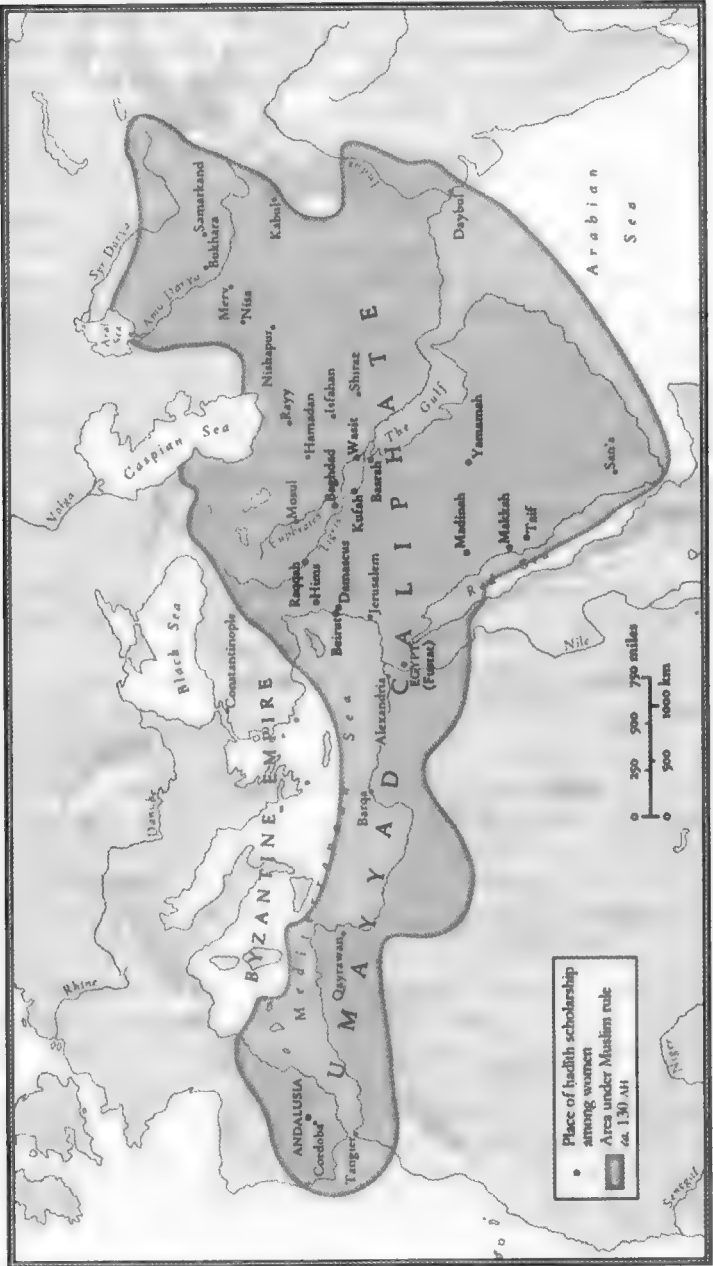 Rhine
Danube
Volga
Black Sea
Constantinople
Caspian Sea
Aral
Sea
Syr Darya
Amu Darya
Samarkand
Bukhara
Merv
Nisa
Nishapur
Kabul
Rayy
Hamadan
Isfahan
Shiraz
Mosul
Euphrates
Tigris
Baghdad
Wasit
Kufah
Basrah
The Gulf
Daybul
Raqqah
Hims
Damascus
Beirut
Jerusalem
BYZANTINE EMPIRE
Sea
Medi
ANDALUSIA
Cordoba
Tangier
Qayrawan
Barqa
Alexandria
EGYPT
(Fustat)
UMAYYAD CALIPHATE
Madinah
Yamamah
Makkah
Taif
San'a
Nile
Arabian
Sea
Niger
Senegal
Place of hadith scholarship
among women
Area under Muslim rule
ca. 130 AH
0 250 500 750 miles
0 500 1000 km